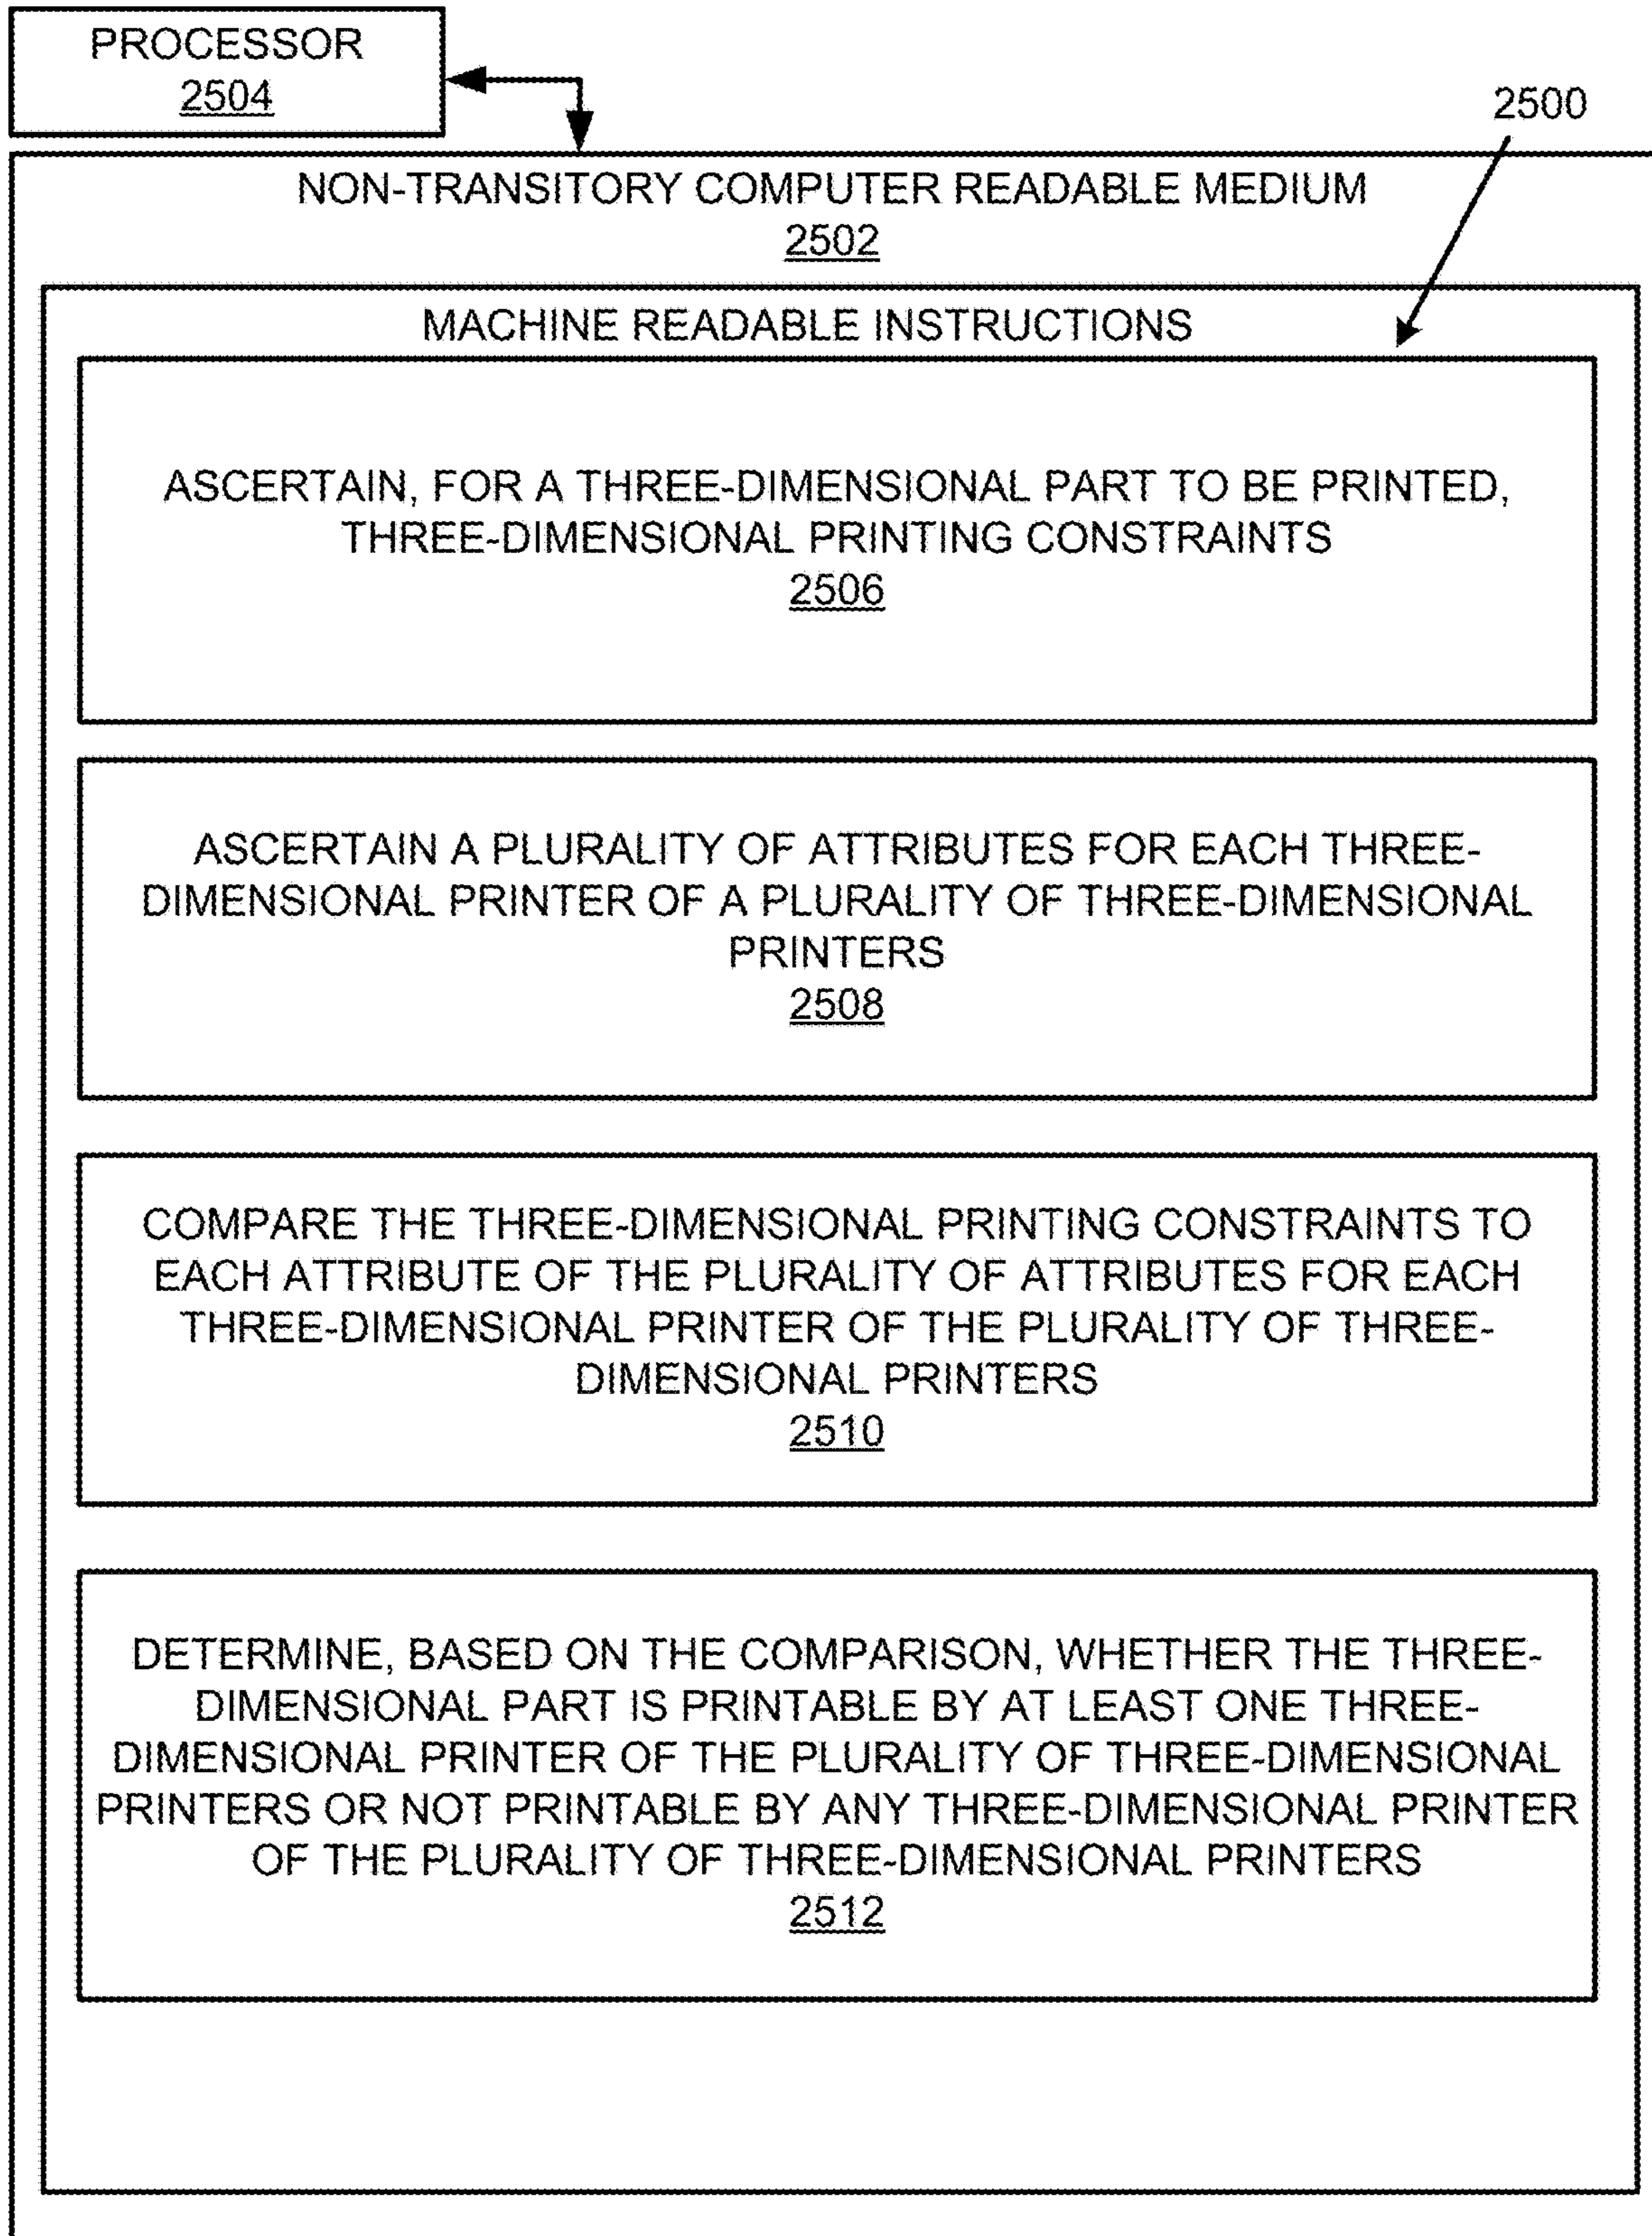 PROCESSOR
2504
2500
NON-TRANSITORY COMPUTER READABLE MEDIUM
2502
MACHINE READABLE INSTRUCTIONS
ASCERTAIN, FOR A THREE-DIMENSIONAL PART TO BE PRINTED,
THREE-DIMENSIONAL PRINTING CONSTRAINTS
2506
ASCERTAIN A PLURALITY OF ATTRIBUTES FOR EACH THREE-
DIMENSIONAL PRINTER OF A PLURALITY OF THREE-DIMENSIONAL
PRINTERS
2508
COMPARE THE THREE-DIMENSIONAL PRINTING CONSTRAINTS TO
EACH ATTRIBUTE OF THE PLURALITY OF ATTRIBUTES FOR EACH
THREE-DIMENSIONAL PRINTER OF THE PLURALITY OF THREE-
DIMENSIONAL PRINTERS
2510
DETERMINE, BASED ON THE COMPARISON, WHETHER THE THREE-
DIMENSIONAL PART IS PRINTABLE BY AT LEAST ONE THREE-
DIMENSIONAL PRINTER OF THE PLURALITY OF THREE-DIMENSIONAL
PRINTERS OR NOT PRINTABLE BY ANY THREE-DIMENSIONAL PRINTER
OF THE PLURALITY OF THREE-DIMENSIONAL PRINTERS
2512